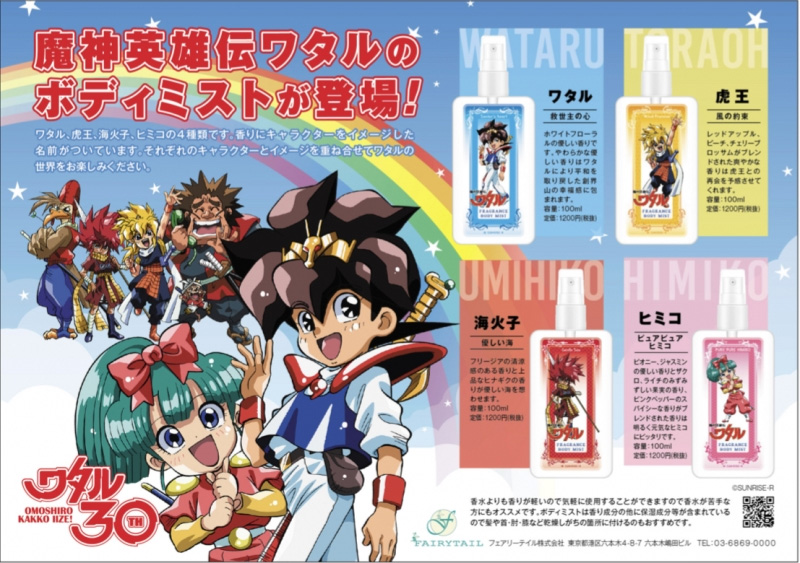 魔神英雄伝ワタルの
ボディミストが登場!
ワタル、虎王、海火子、ヒミコの4種類です。香りにキャラクターをイメージした
名前がついています。それぞれのキャラクターとイメージを重ね合せてワタルの
世界をお楽しみください。
WATARU
ワタル
救世主の心
ホワイトフローラ
ルの優しい香りで
す。やわらかな優
しい香りはワタ
ルにより平和を
取り戻した創界
山の幸福感に包
まれます。
容量:100ml
定価:1200円(税抜)
ワタル
FRAGRANCE
BODY MIST
TORAOH
虎王
風の約束
レッドアップル、
ピーチ、チェリーブ
ロッサムがブレン
ドされた爽やかな
香りは虎王との
再会を予感させて
くれます。
容量:100ml
定価:1200円(税抜)
ワタル
FRAGRANCE
BODY MIST
UMIHIKO
海火子
優しい海
フリージアの清涼
感のある香りと上
品なヒナギクの香
りが優しい海を想
わせます。
容量:100ml
定価:1200円(税抜)
ワタル
FRAGRANCE
BODY MIST
HIMIKO
ヒミコ
ピュアピュア
ヒミコ
ピオニー、ジャスミン
の優しい香りとザク
ロ、ライチのみずみず
しい果実の香り、
ピンクペッパーのス
パイシーな香りがブ
レンドされた香りは
明るく元気なヒミコ
にピッタリです。
容量:100ml
定価:1200円(税抜)
ワタル
FRAGRANCE
BODY MIST
ワタル
OMOSHIRO
KAKKO IIZE!
30TH
©SUNRISE・R
香水よりも香りが軽いので気軽に使用することができますので香水が苦手な
方にもオススメです。ボディミストは香り成分の他に保湿成分等が含まれている
ので髪や首・肘・膝など乾燥しがちの箇所に付けるのもおすすめです。
FAIRYTAIL フェアリーテイル株式会社 東京都港区六本木4-8-7 六本木嶋田ビル TEL:03-6869-0000